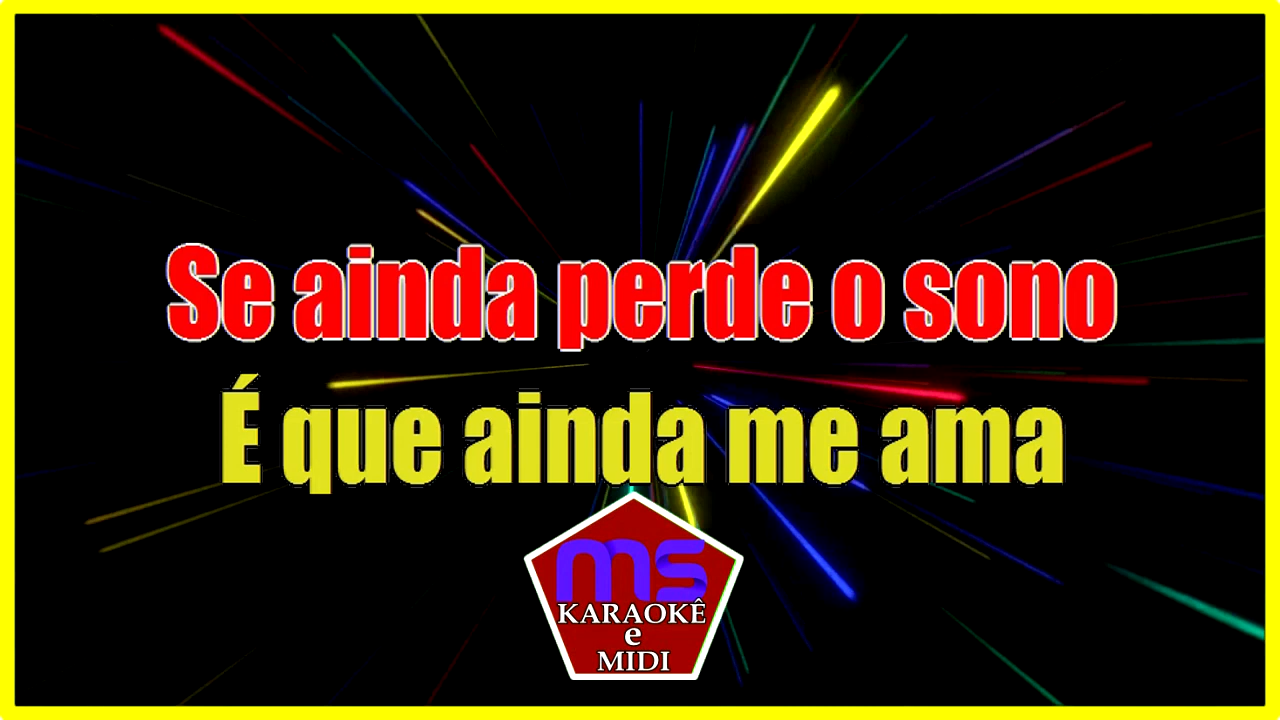 Se ainda perde o sono
É que ainda me ama
ms
KARAOKÊ
e
MIDI